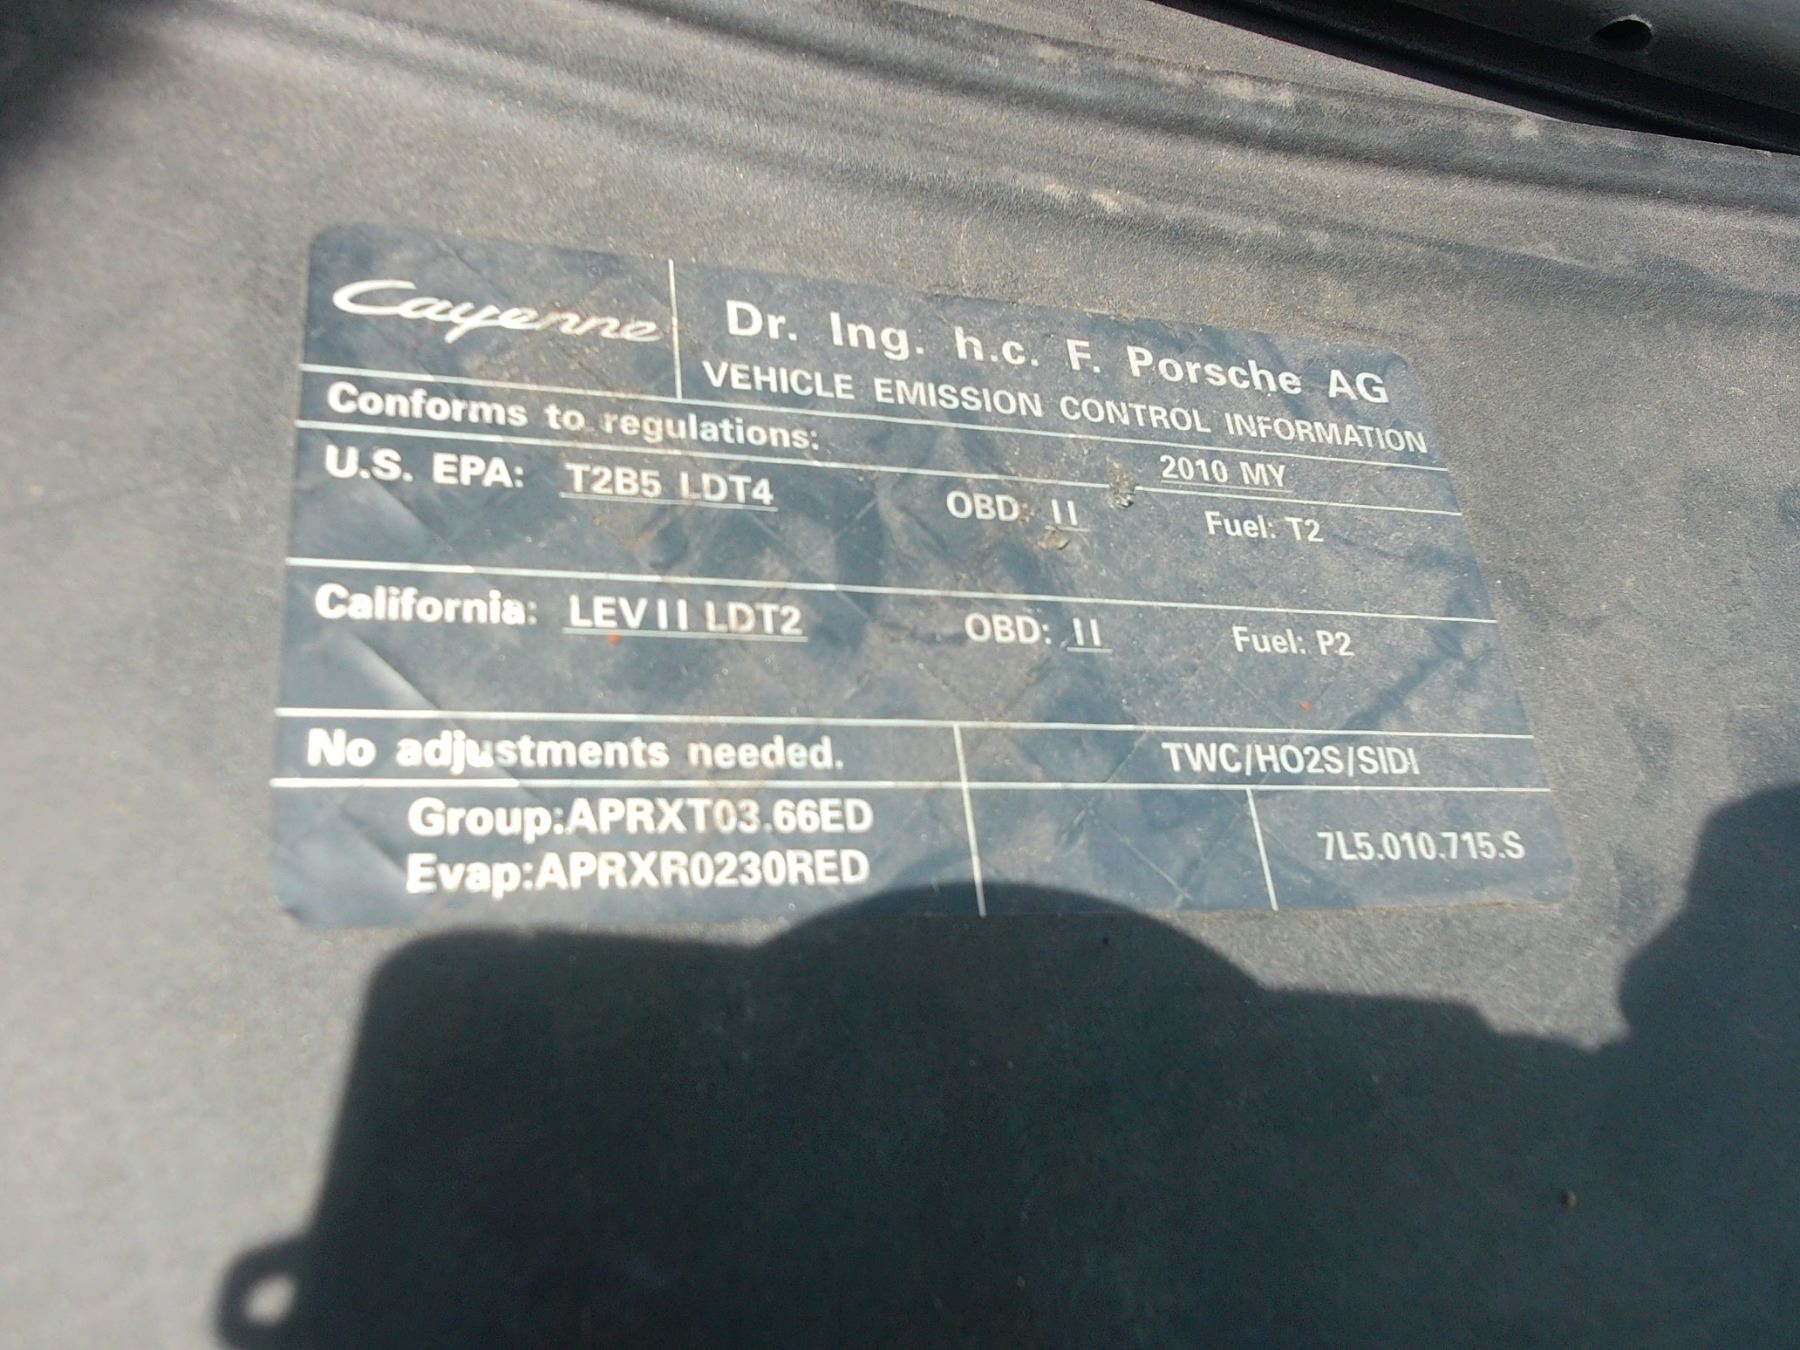 Cayenne
Dr. Ing. h.c. F. Porsche AG
VEHICLE EMISSION CONTROL INFORMATION
Conforms to regulations: 2010 MY
U.S. EPA: T2B5 LDT4 OBD: II Fuel: T2
California: LEV II LDT2 OBD: II Fuel: P2
No adjustments needed. TWC/HO2S/SIDI
Group:APRXT03.66ED
Evap:APRXR0230RED
7L5.010.715.S